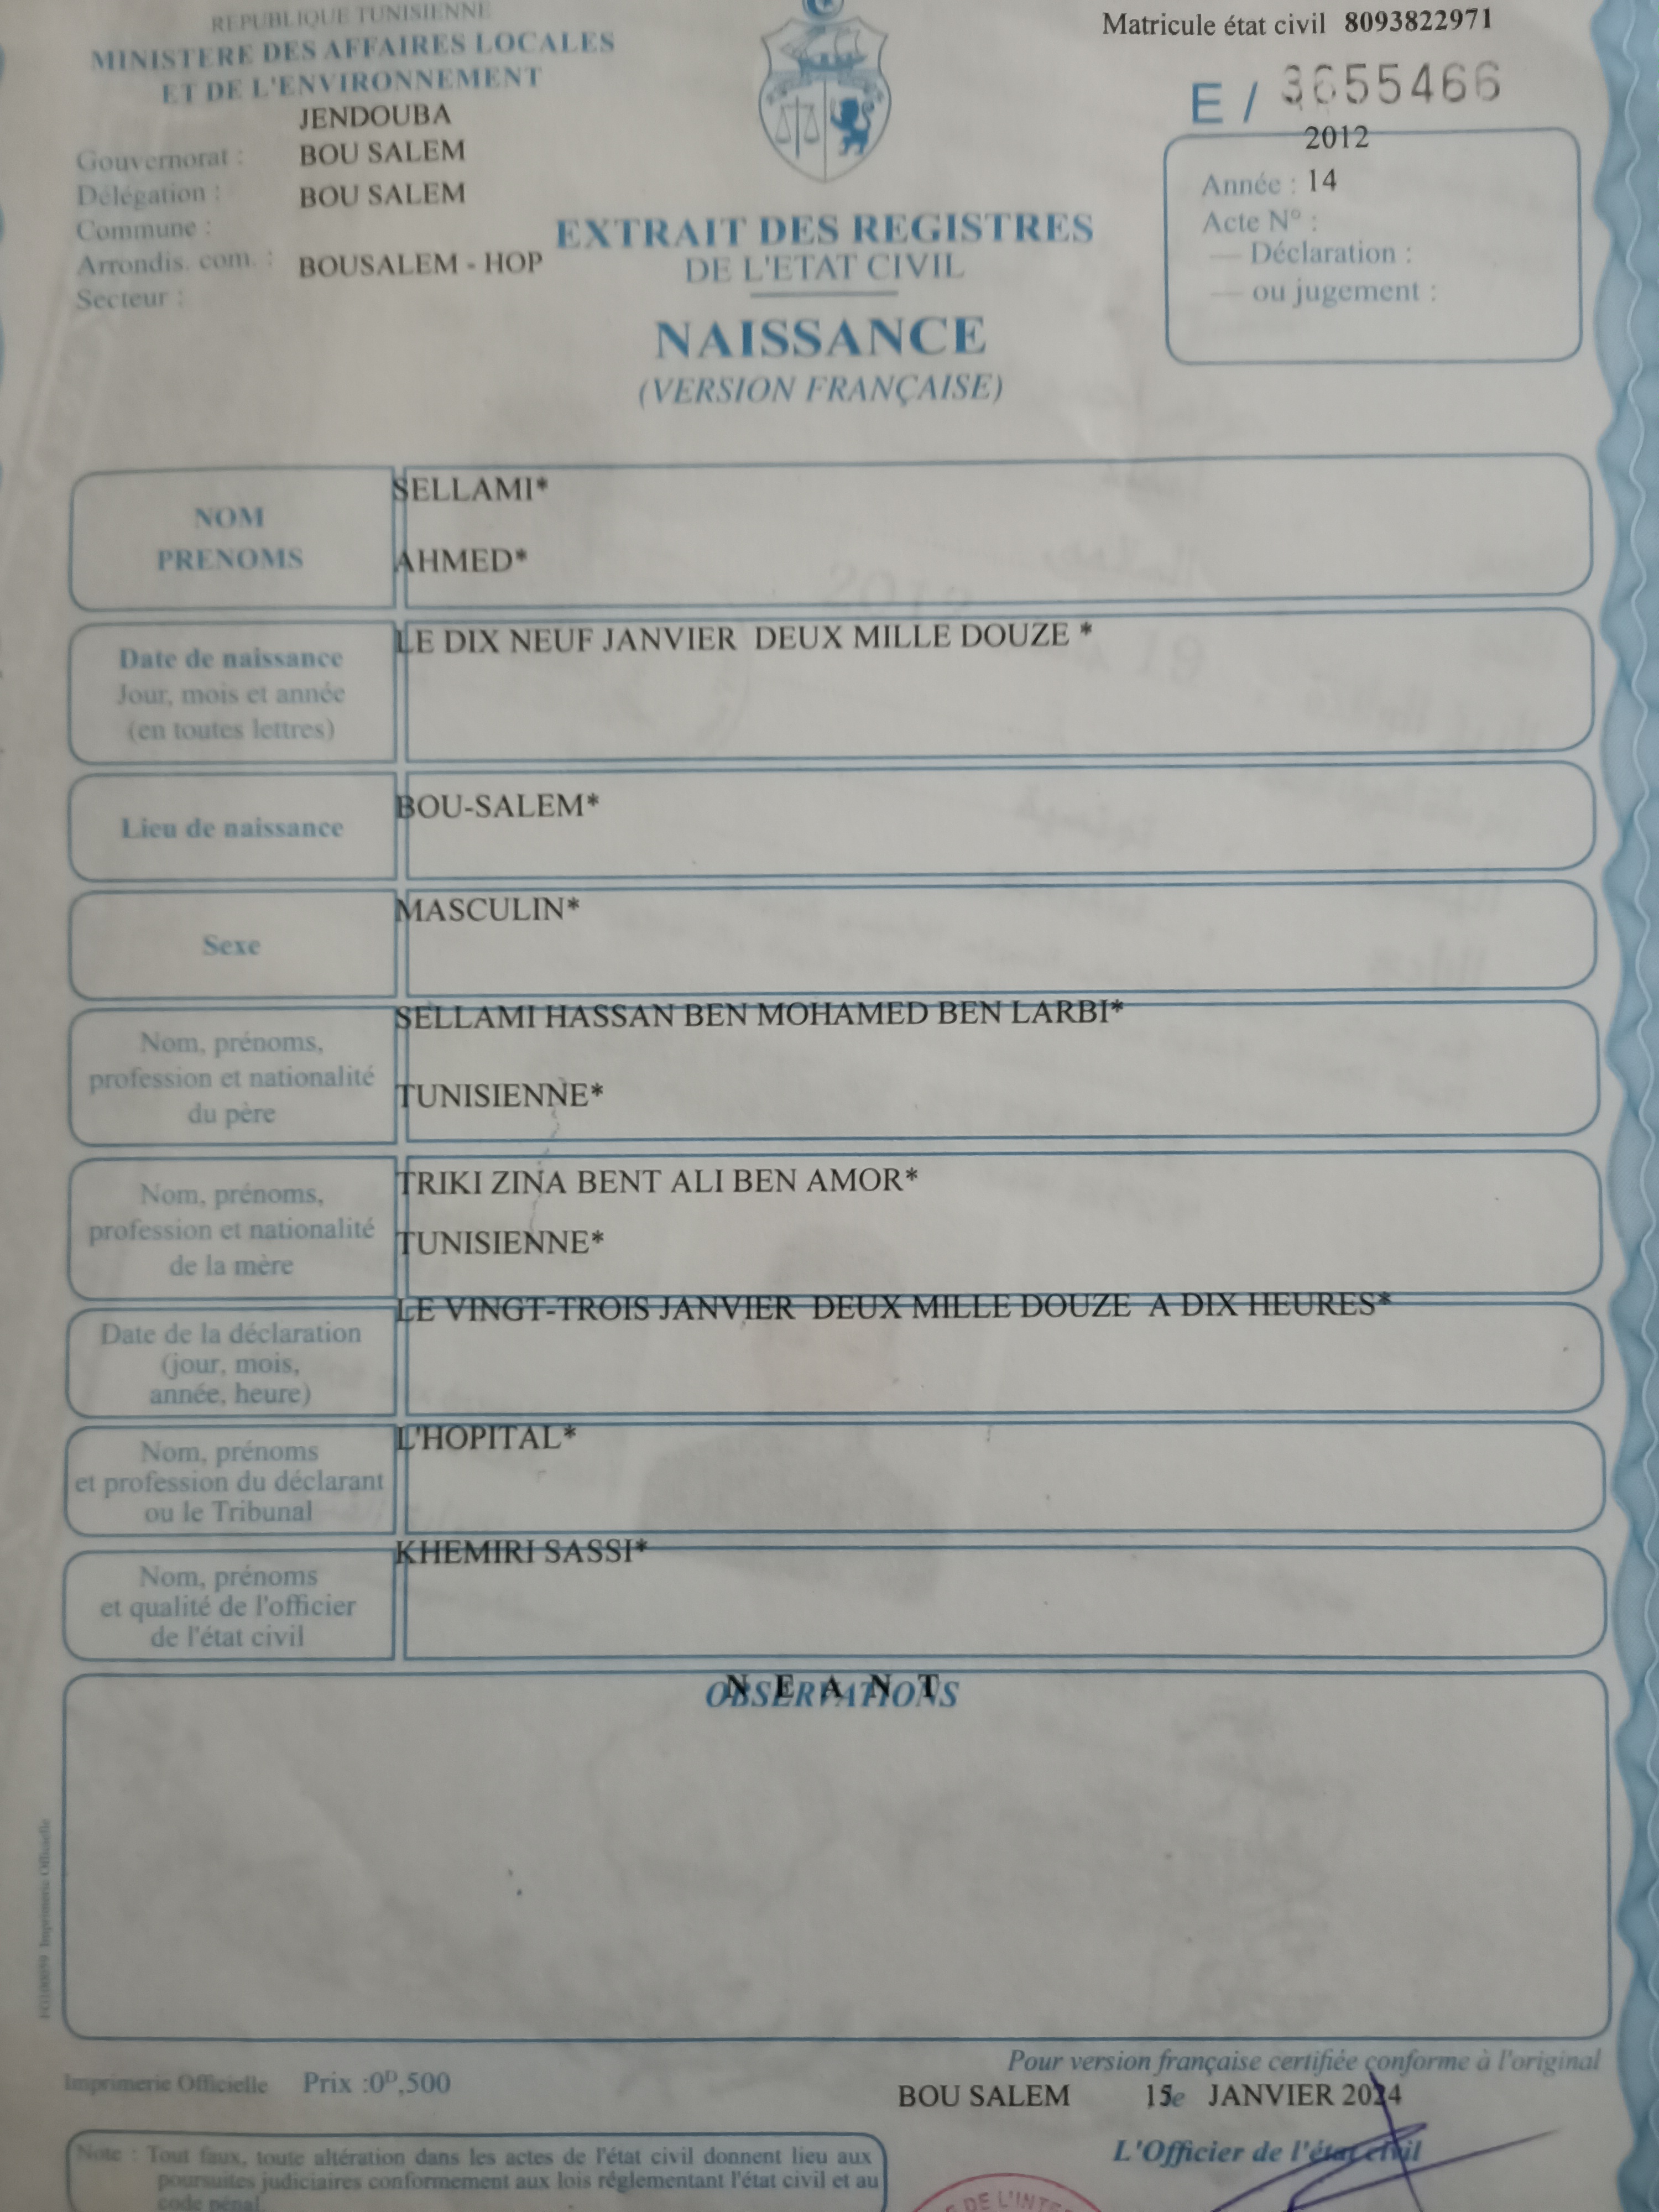 REPUBLIQUE TUNISIENNE
MINISTERE DES AFFAIRES LOCALES
ET DE L'ENVIRONNEMENT
JENDOUBA
Gouvernorat : BOU SALEM
Délégation : BOU SALEM
Commune :
Arrondis. com. : BOUSALEM - HOP
Secteur :
Matricule état civil 8093822971
E / 3655466
2012
Année : 14
Acte N° :
— Déclaration :
— ou jugement :
EXTRAIT DES REGISTRES
DE L'ETAT CIVIL
NAISSANCE
(VERSION FRANÇAISE)
NOM
PRENOMS
SELLAMI*
AHMED*
Date de naissance
Jour, mois et année
(en toutes lettres)
LE DIX NEUF JANVIER DEUX MILLE DOUZE *
Lieu de naissance
BOU-SALEM*
Sexe
MASCULIN*
Nom, prénoms,
profession et nationalité
du père
SELLAMI HASSAN BEN MOHAMED BEN LARBI*
TUNISIENNE*
Nom, prénoms,
profession et nationalité
de la mère
TRIKI ZINA BENT ALI BEN AMOR*
TUNISIENNE*
Date de la déclaration
(jour, mois,
année, heure)
LE VINGT-TROIS JANVIER DEUX MILLE DOUZE A DIX HEURES*
Nom, prénoms
et profession du déclarant
ou le Tribunal
L'HOPITAL*
Nom, prénoms
et qualité de l'officier
de l'état civil
KHEMIRI SASSI*
OBSERVATIONS
N E A N T
Imprimerie Officielle
Imprimerie Officielle Prix :0D,500
Pour version française certifiée conforme à l'original
BOU SALEM 15e JANVIER 2024
L'Officier de l'état civil
Note : Tout faux, toute altération dans les actes de l'état civil donnent lieu aux
poursuites judiciaires conformement aux lois réglementant l'état civil et au
code pénal.
DE L'INTE